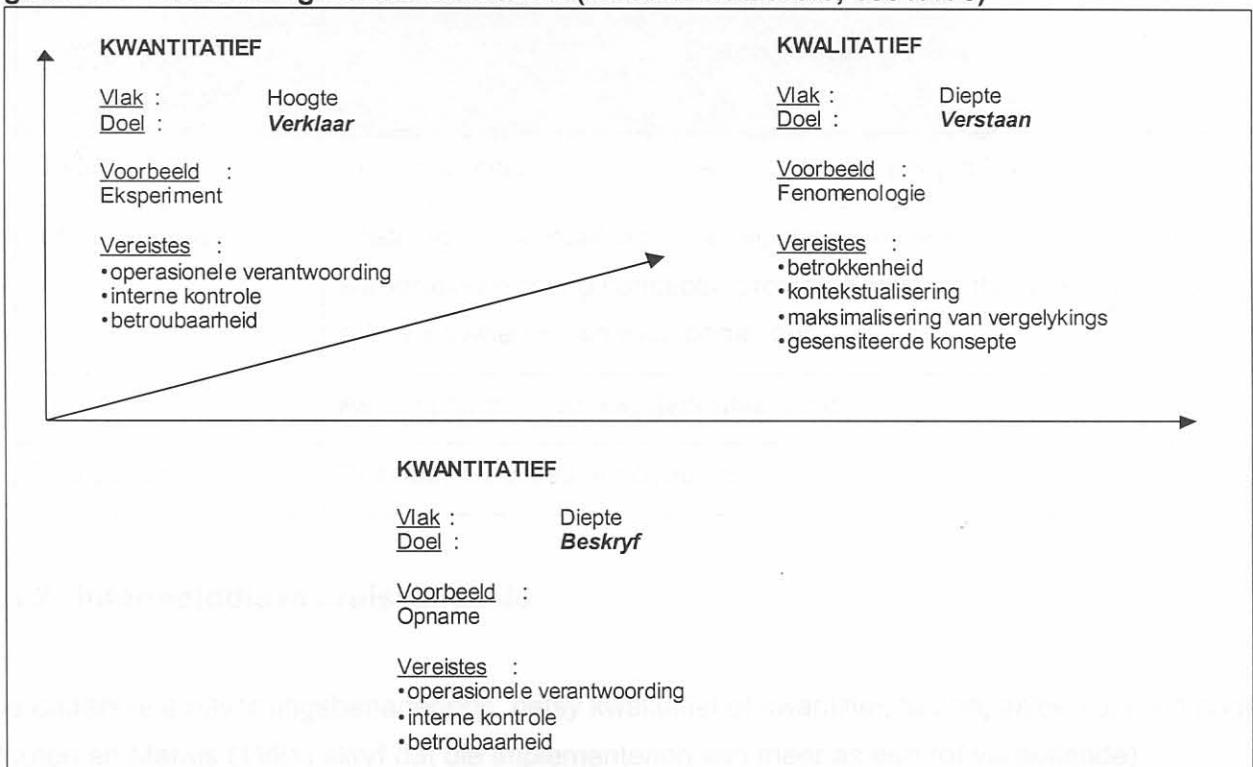 KWANTITATIEF
Vlak : Hoogte
Doel : Verklaar
Voorbeeld :
Eksperiment
Vereistes :
•operasionele verantwoording
•interne kontrole
•betroubaarheid
KWALITATIEF
Vlak : Diepte
Doel : Verstaan
Voorbeeld :
Fenomenologie
Vereistes :
•betrokkenheid
•kontekstualisering
•maksimalisering van vergelykings
•gesensiteerde konsepte
KWANTITATIEF
Vlak : Diepte
Doel : Beskryf
Voorbeeld :
Opname
Vereistes :
•operasionele verantwoording
•interne kontrole
•betroubaarheid